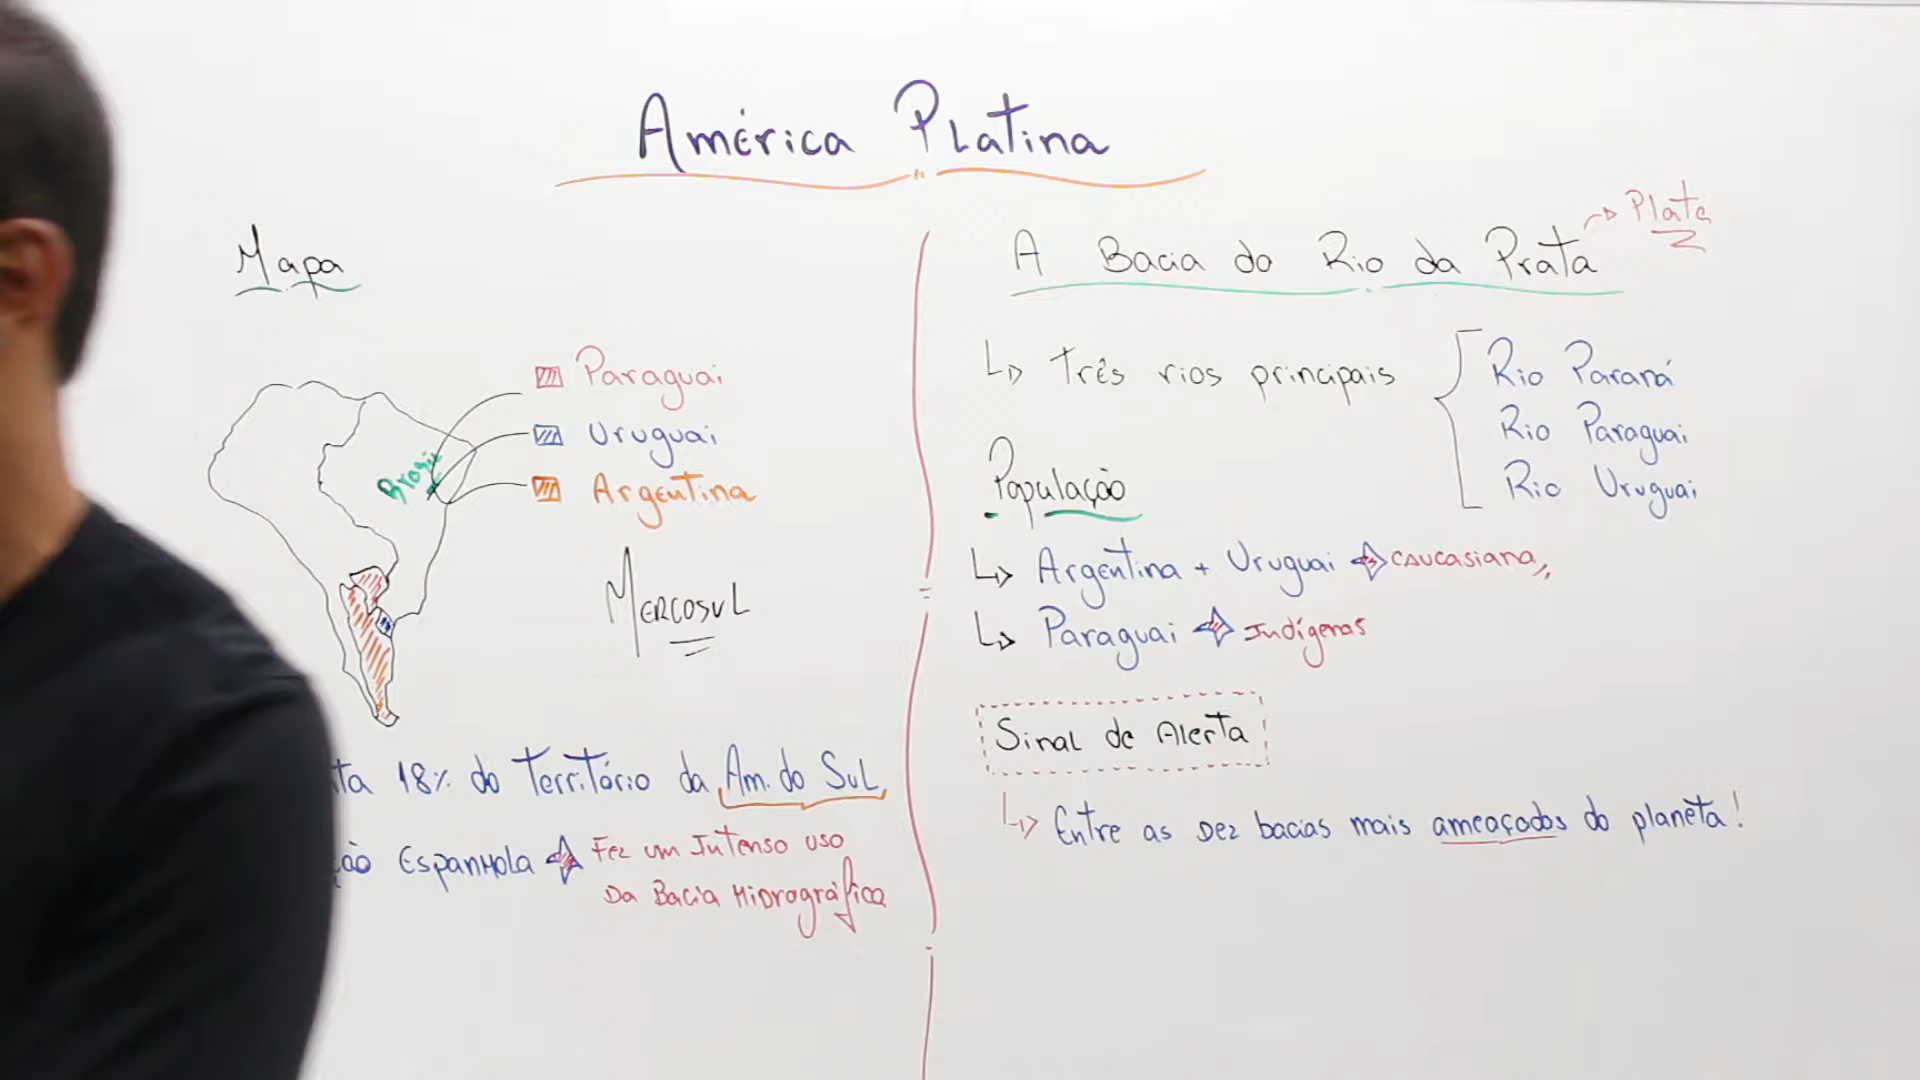 América Platina
Mapa
Paraguai
Uruguai
Argentina
Brasil
Mercosul
18% do Território da Am. do Sul
Espanhola Fez um Intenso uso
da Bacia Hidrográfica
A Bacia do Rio da Prata
Plata
Três rios principais
Rio Paraná
Rio Paraguai
Rio Uruguai
População
Argentina + Uruguai caucasiana
Paraguai Indígenas
Sinal de Alerta
Entre as dez bacias mais ameaçadas do planeta!